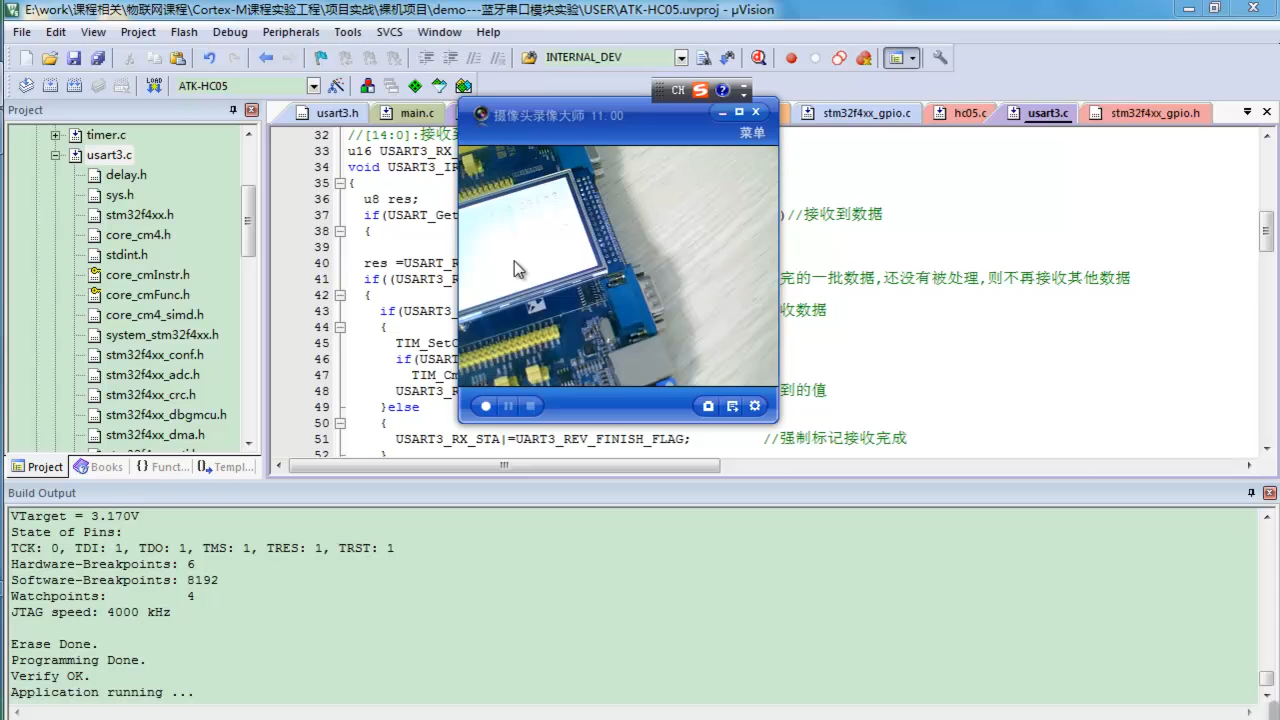 E:\work\课程相关\物联网课程\Cortex-M课程实验工程\项目实战\裸机项目\demo---蓝牙串口模块实验\USER\ATK-HC05.uvproj - µVision
File Edit View Project Flash Debug Peripherals Tools SVCS Window Help
INTERNAL_DEV
ATK-HC05
CH
Project
usart3.h main.c stm32f4xx_gpio.c hc05.c usart3.c stm32f4xx_gpio.h
timer.c
usart3.c
delay.h
sys.h
stm32f4xx.h
core_cm4.h
stdint.h
core_cmInstr.h
core_cmFunc.h
core_cm4_simd.h
system_stm32f4xx.h
stm32f4xx_conf.h
stm32f4xx_adc.h
stm32f4xx_crc.h
stm32f4xx_dbgmcu.h
stm32f4xx_dma.h
Project Books Funct... Templ...
32 //[14:0]:接收到
33 u16 USART3_RX_
34 void USART3_IR
35 {
36 u8 res;
37 if(USART_Get )//接收到数据
38 {
39
40 res =USART_R
41 if((USART3_R 完的一批数据,还没有被处理,则不再接收其他数据
42 {
43 if(USART3_ 收数据
44 {
45 TIM_SetC
46 if(USART
47 TIM_Cm
48 USART3_R 到的值
49 }else
50 {
51 USART3_RX_STA|=UART3_REV_FINISH_FLAG; //强制标记接收完成
52 }
摄像头录像大师 11.00
菜单
Build Output
VTarget = 3.170V
State of Pins:
TCK: 0, TDI: 1, TDO: 1, TMS: 1, TRES: 1, TRST: 1
Hardware-Breakpoints: 6
Software-Breakpoints: 8192
Watchpoints: 4
JTAG speed: 4000 kHz
Erase Done.
Programming Done.
Verify OK.
Application running ...